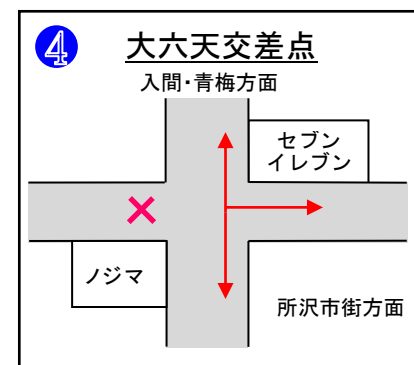 4
大六天交差点
入間・青梅方面
セブン
イレブン
ノジマ
所沢市街方面